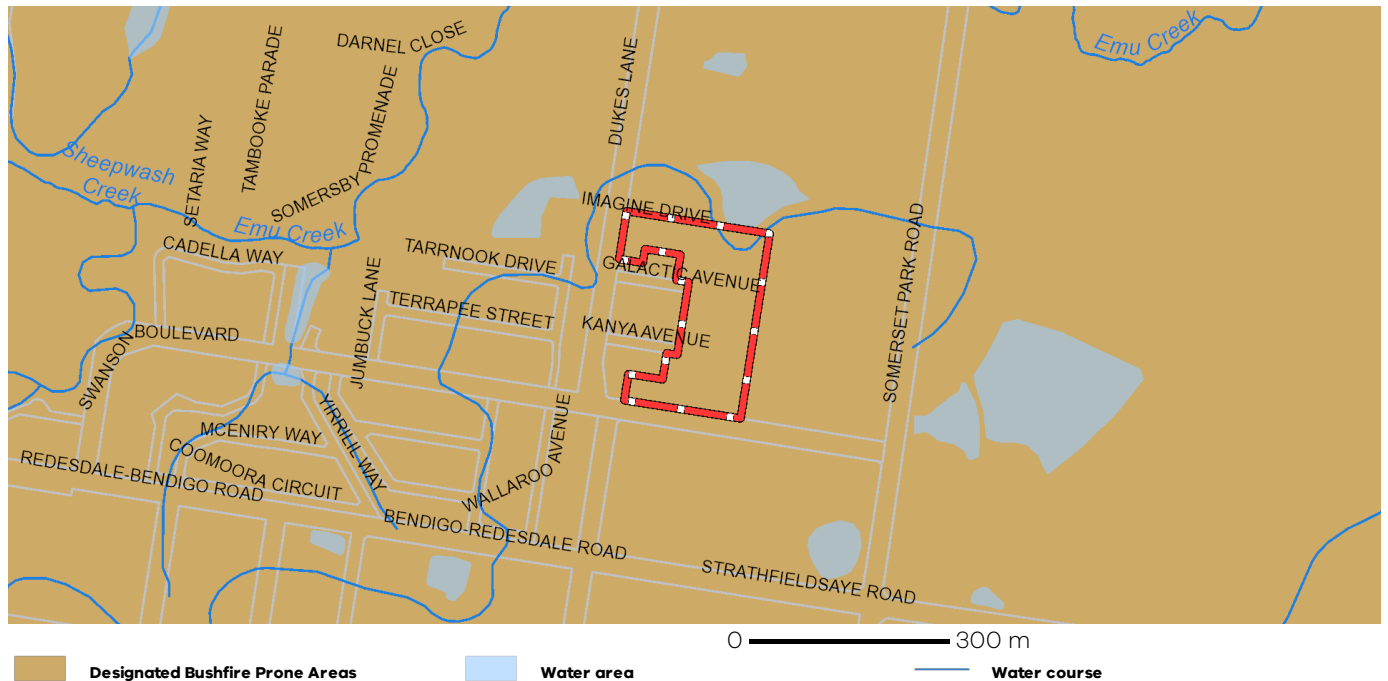 Emu Creek
DARNEL CLOSE
TAMBOOKE PARADE
DUKES LANE
SOMERSBY PROMENADE
SETARIA WAY
Sheepwash
Creek
Emu Creek
IMAGINE DRIVE
CADELLA WAY
TARRNOOK DRIVE
GALACTIC AVENUE
JUMBUCK LANE
SOMERSET PARK ROAD
TERRAPEE STREET
KANYA AVENUE
SWANSON BOULEVARD
YIRRILIL WAY
WALLAROO AVENUE
MCENIRY WAY
COOMOORA CIRCUIT
REDESDALE-BENDIGO ROAD
BENDIGO-REDESDALE ROAD
STRATHFIELDSAYE ROAD
0 300 m
Designated Bushfire Prone Areas
Water area
Water course